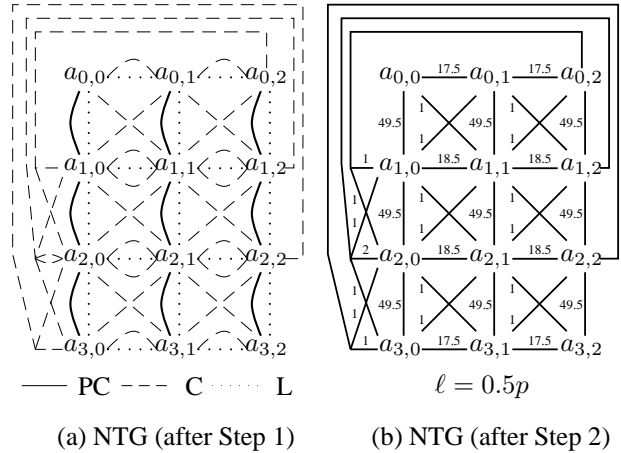 a0,0 a0,1 a0,2 a0,0 17.5 a0,1 17.5 a0,2
49.5 1 1 49.5 1 1 49.5
a1,0 a1,1 a1,2 1 a1,0 18.5 a1,1 18.5 a1,2
1 1 49.5 1 1 49.5 1 1 49.5
a2,0 a2,1 a2,2 2 a2,0 18.5 a2,1 18.5 a2,2
1 1 49.5 1 1 49.5 1 1 49.5
a3,0 a3,1 a3,2 1 a3,0 17.5 a3,1 17.5 a3,2
PC C L ℓ = 0.5p
(a) NTG (after Step 1) (b) NTG (after Step 2)